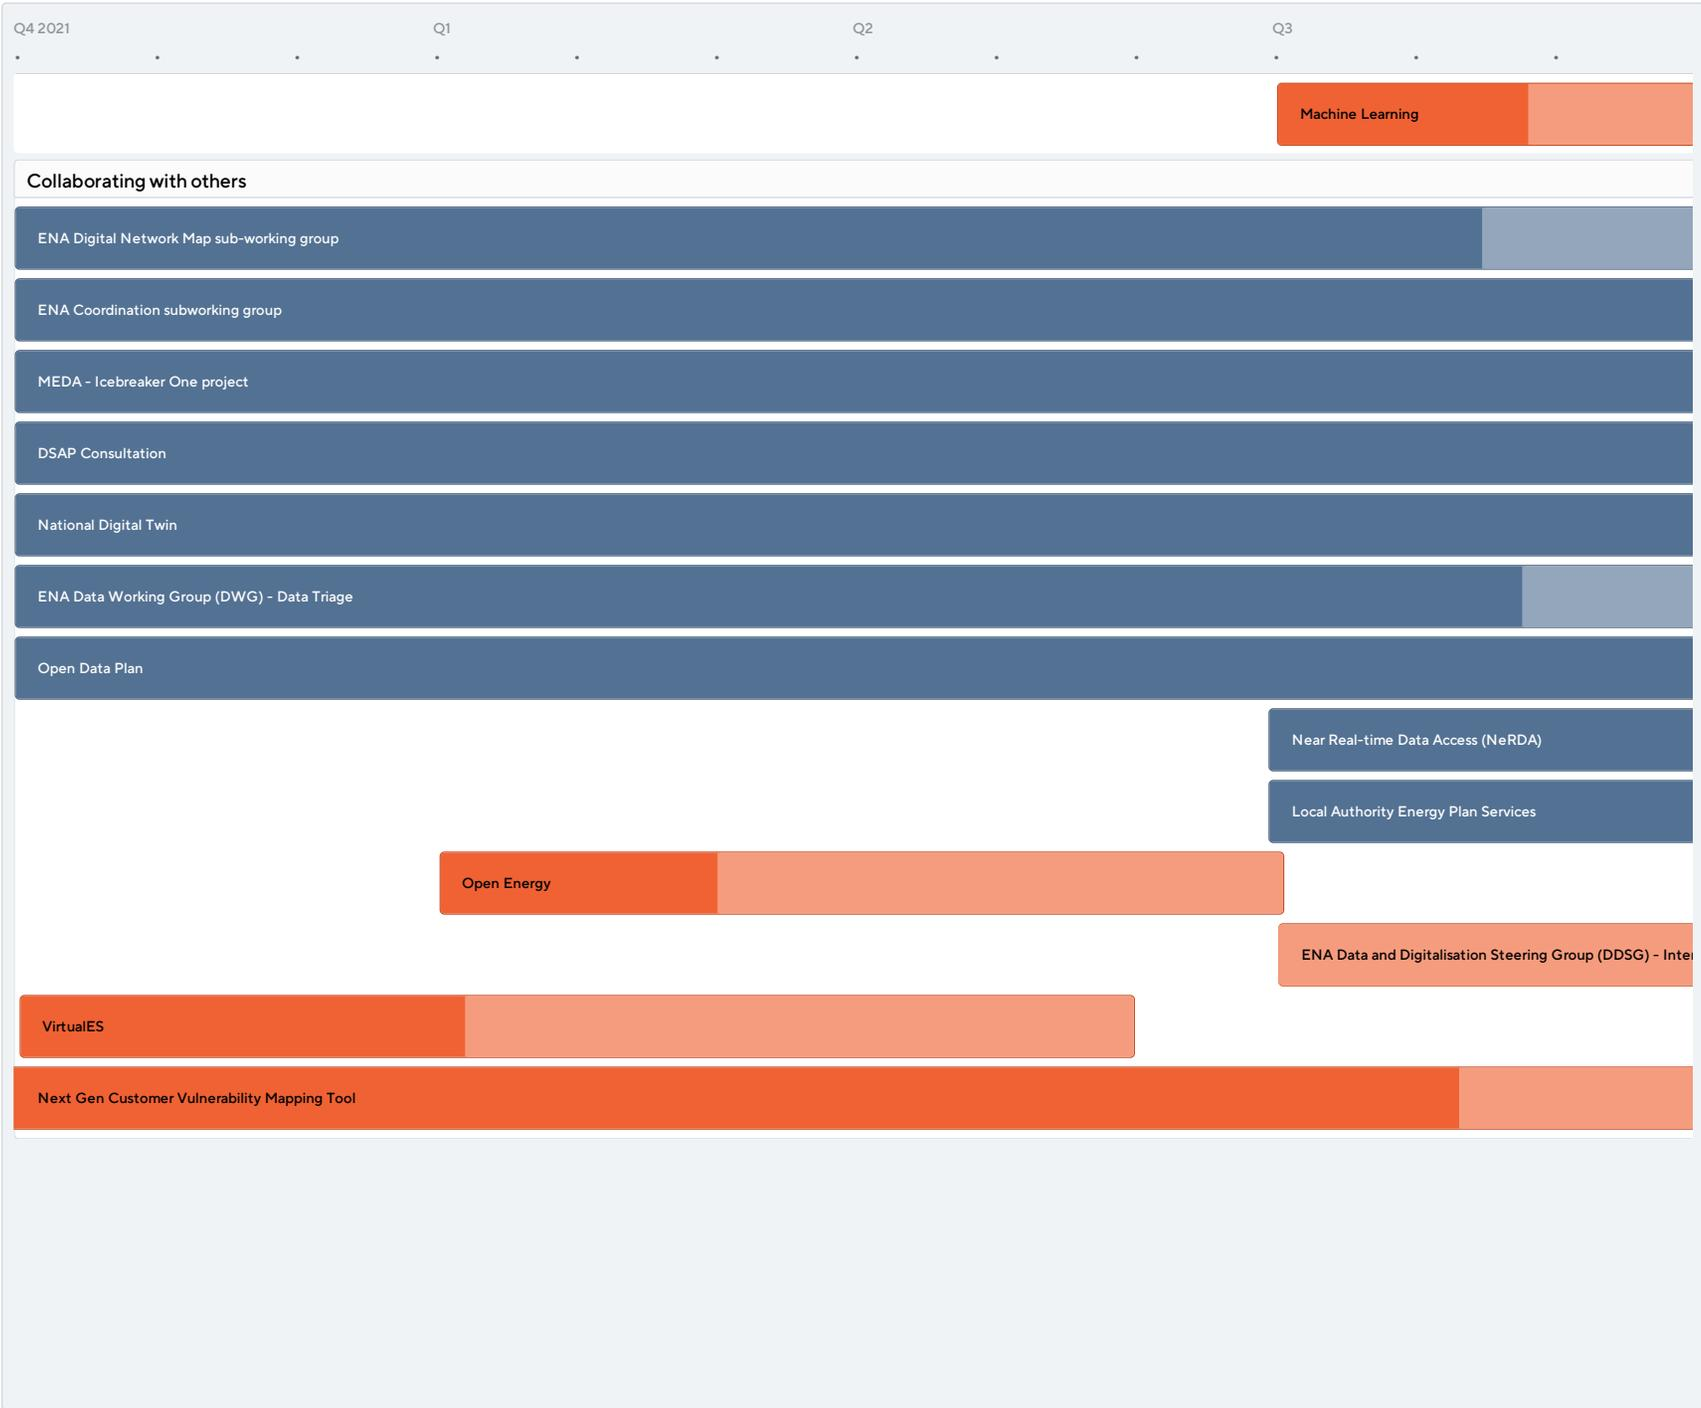 Q4 2021 Q1 Q2 Q3
Machine Learning
Collaborating with others
ENA Digital Network Map sub-working group
ENA Coordination subworking group
MEDA - Icebreaker One project
DSAP Consultation
National Digital Twin
ENA Data Working Group (DWG) - Data Triage
Open Data Plan
Near Real-time Data Access (NeRDA)
Local Authority Energy Plan Services
Open Energy
ENA Data and Digitalisation Steering Group (DDSG) -
VirtualES
Next Gen Customer Vulnerability Mapping Tool